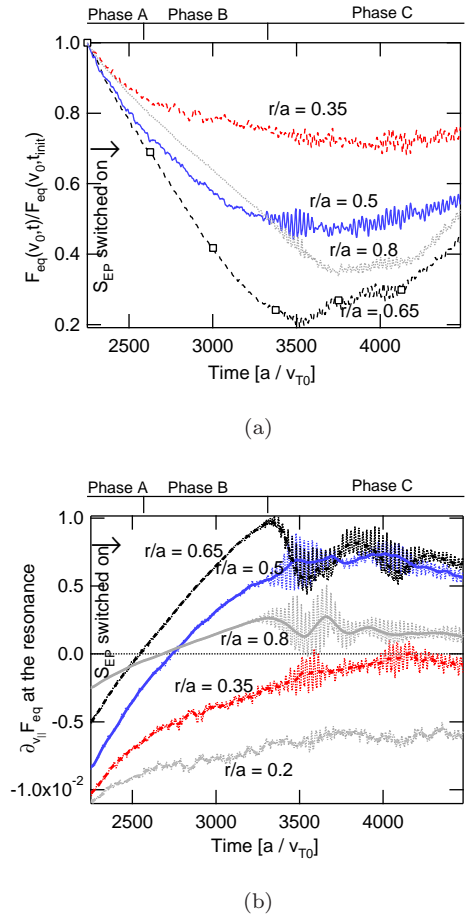 Phase A Phase B Phase C
1.0
0.8
0.6
0.4
0.2
F_eq(v_0,t)/F_eq(v_0,t_init)
S_EP switched on
r/a = 0.35
r/a = 0.5
r/a = 0.8
r/a = 0.65
2500 3000 3500 4000
Time [a / v_T0]
(a)
Phase A Phase B Phase C
1.0
0.5
0.0
-0.5
-1.0x10^-2
∂_v|| F_eq at the resonance
S_EP switched on
r/a = 0.65
r/a = 0.5
r/a = 0.8
r/a = 0.35
r/a = 0.2
2500 3000 3500 4000
Time [a / v_T0]
(b)